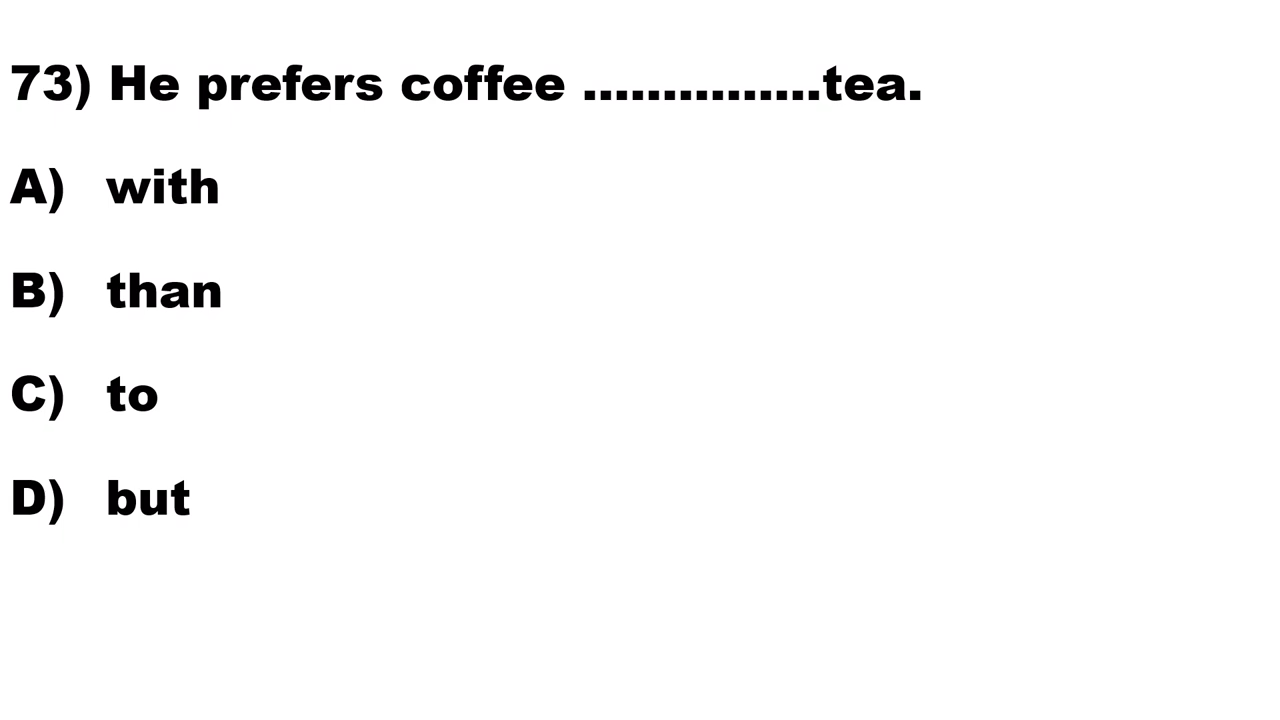 73) He prefers coffee ...............tea.
A) with
B) than
C) to
D) but